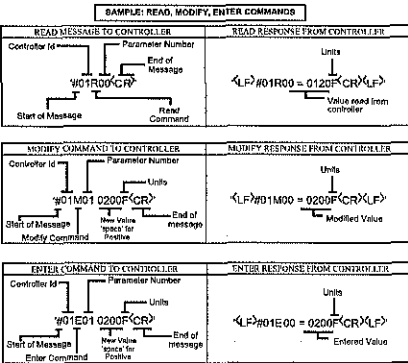 SAMPLE: READ, MODIFY, ENTER COMMANDS
READ MESSAGE TO CONTROLLER
Controller Id
Parameter Number
End of
Message
'#01R00<CR>'
Start of Message
Read
Command
READ RESPONSE FROM CONTROLLER
Units
<LF>#01R00 = 0120F<CR><LF>
Value read from
controller
MODIFY COMMAND TO CONTROLLER
Controller Id
Parameter Number
Units
'#01M01 0200F<CR>'
Start of Message
Modify Command
New Value
'space' for
Positive
End of
message
MODIFY RESPONSE FROM CONTROLLER
Units
<LF>#01M00 = 0200F<CR><LF>
Modified Value
ENTER COMMAND TO CONTROLLER
Controller Id
Parameter Number
Units
'#01E01 0200F<CR>'
Start of Message
Enter Command
New Value
'space' for
Positive
End of
message
ENTER RESPONSE FROM CONTROLLER
Units
<LF>#01E00 = 0200F<CR><LF>
Entered Value